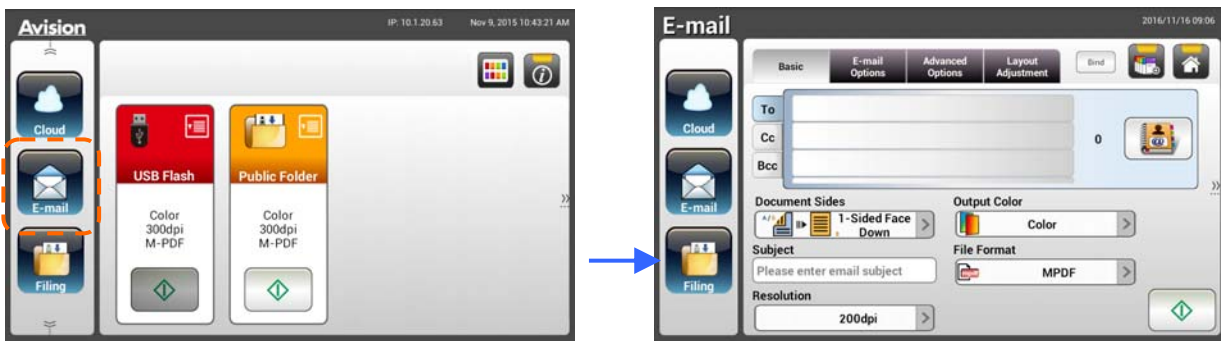 Avision
IP: 10.1.20.63 Nov 9, 2015 10:43:21 AM
Cloud
E-mail
Filing
USB Flash
Color
300dpi
M-PDF
Public Folder
Color
300dpi
M-PDF
E-mail
2016/11/16 09:06
Cloud
E-mail
Filing
Basic
E-mail
Options
Advanced
Options
Layout
Adjustment
Bind
To
Cc
Bcc
0
Document Sides
1-Sided Face
Down
Output Color
Color
Subject
Please enter email subject
File Format
MPDF
Resolution
200dpi